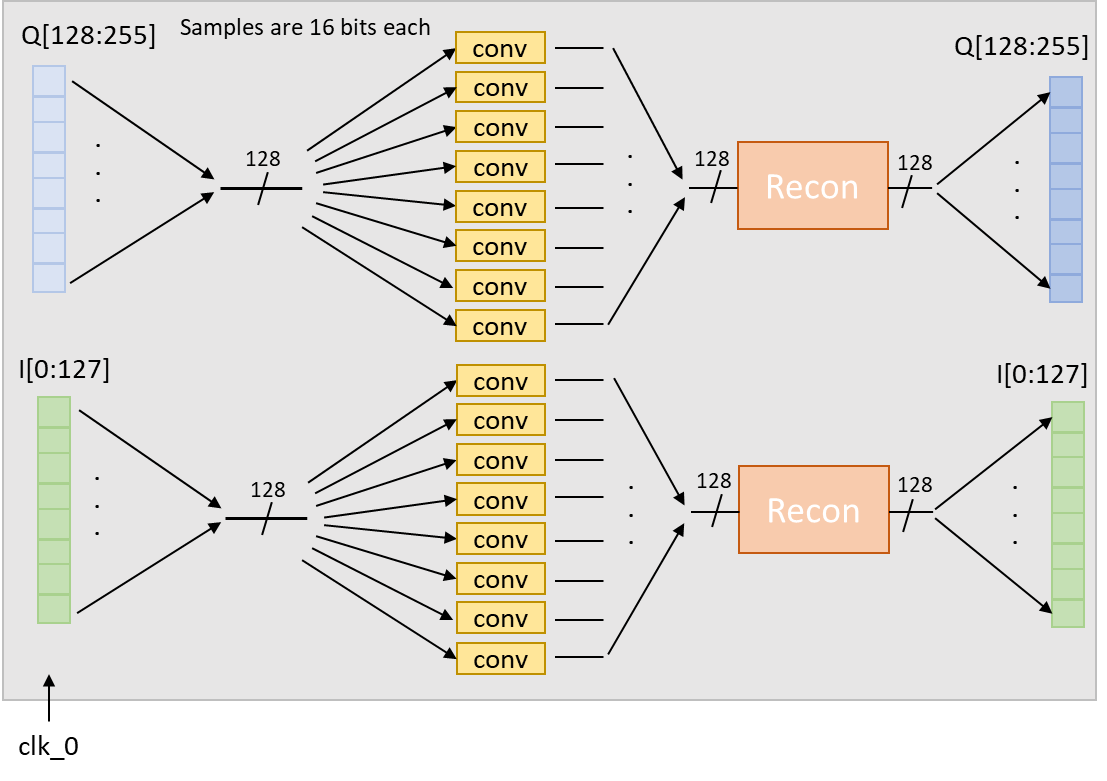 Samples are 16 bits each
Q[128:255]
Q[128:255]
conv
conv
conv
conv
conv
conv
conv
conv
128
128
Recon
128
I[0:127]
I[0:127]
conv
conv
conv
conv
conv
conv
conv
conv
128
128
Recon
128
clk_0